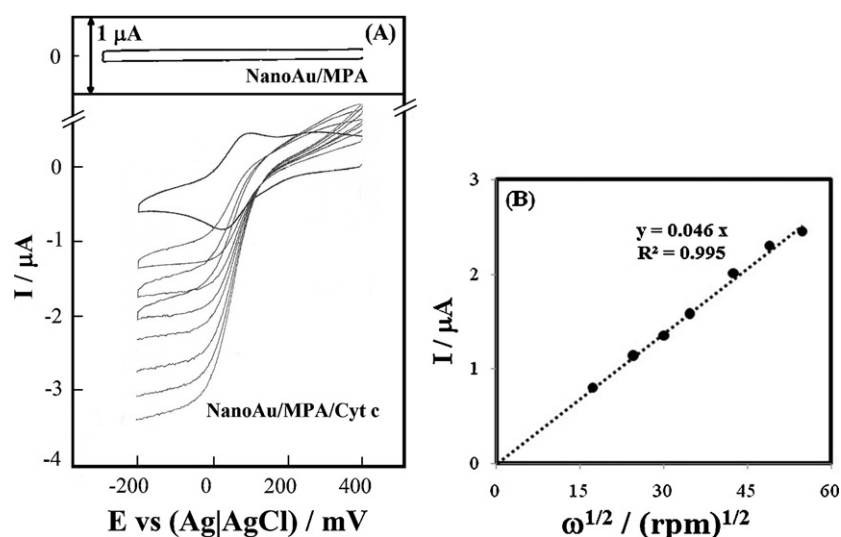 1 μA
(A)
0
NanoAu/MPA
0
-1
-2
-3
-4
I / μA
NanoAu/MPA/Cyt c
-200 0 200 400
E vs (Ag|AgCl) / mV
3
(B)
y = 0.046 x
R² = 0.995
2
1
0
I / μA
0 15 30 45 60
ω1/2 / (rpm)1/2